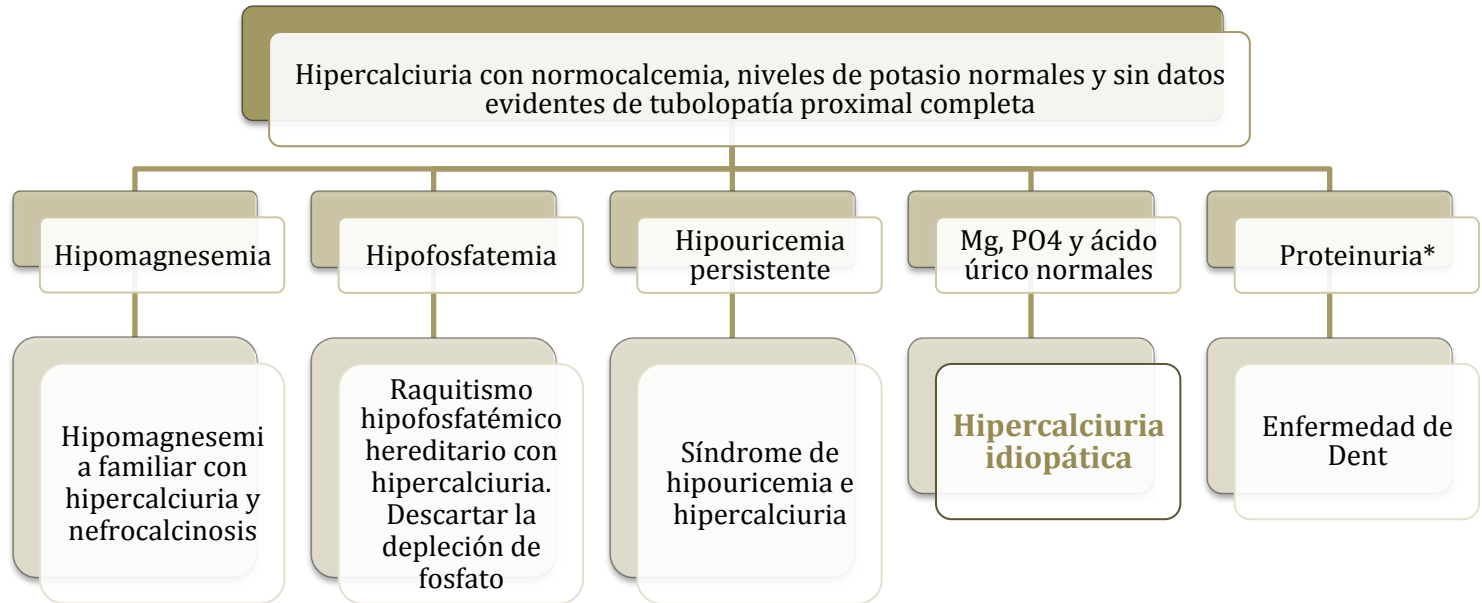 Hipercalciuria con normocalcemia, niveles de potasio normales y sin datos
evidentes de tubolopatía proximal completa
Hipomagnesemia
Hipofosfatemia
Hipouricemia
persistente
Mg, PO4 y ácido
úrico normales
Proteinuria*
Hipomagnesemi
a familiar con
hipercalciuria y
nefrocalcinosis
Raquitismo
hipofosfatémico
hereditario con
hipercalciuria.
Descartar la
depleción de
fosfato
Síndrome de
hipouricemia e
hipercalciuria
Hipercalciuria
idiopática
Enfermedad de
Dent